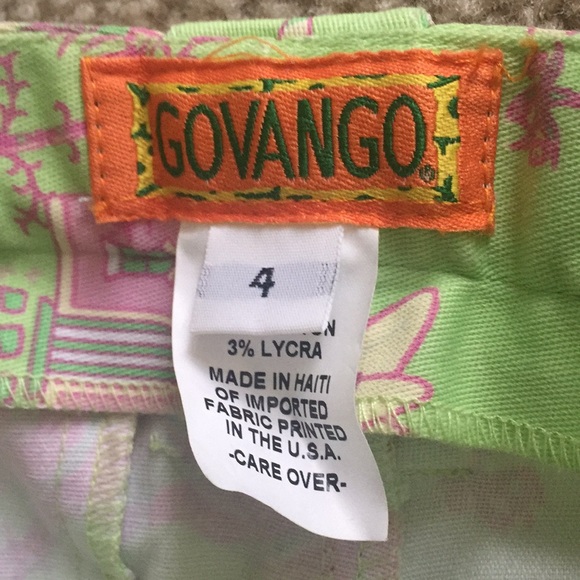 GOVANGO®
4
3% LYCRA
MADE IN HAITI
OF IMPORTED
FABRIC PRINTED
IN THE U.S.A.
-CARE OVER-